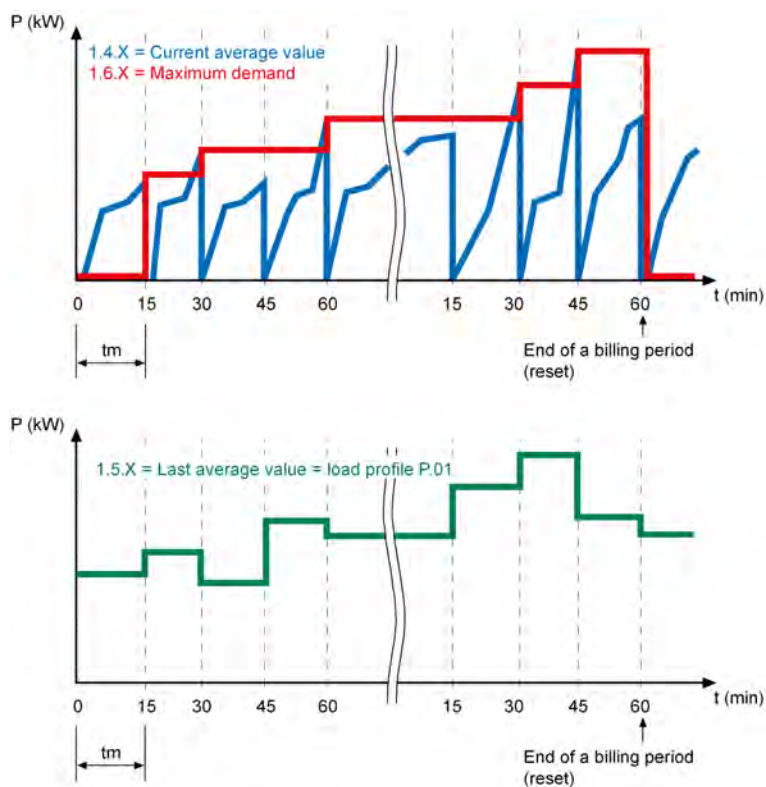 P (kW)
1.4.X = Current average value
1.6.X = Maximum demand
0 15 30 45 60 15 30 45 60 t (min)
tm
End of a billing period
(reset)
P (kW)
1.5.X = Last average value = load profile P.01
0 15 30 45 60 15 30 45 60 t (min)
tm
End of a billing period
(reset)